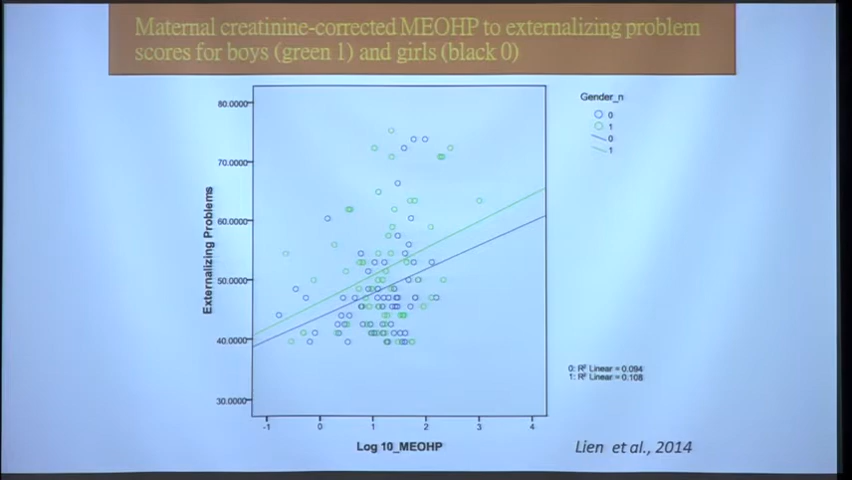 Maternal creatinine-corrected MEOHP to externalizing problem
scores for boys (green 1) and girls (black 0)
Gender_n
0
1
0
1
80.0000
70.0000
60.0000
50.0000
40.0000
30.0000
Externalizing Problems
-1 0 1 2 3 4
Log 10_MEOHP
0: R² Linear = 0.094
1: R² Linear = 0.108
Lien et al., 2014